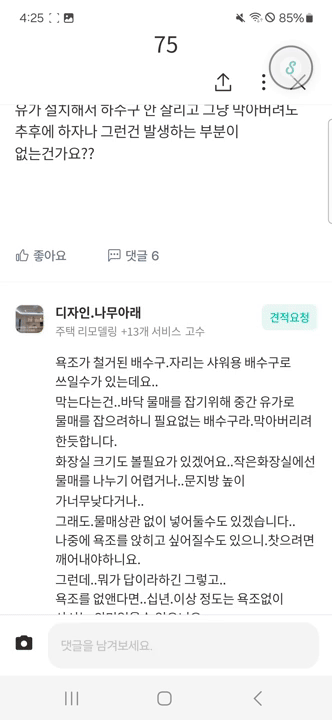 4:25
85%
75
유가 설치해서 하수구 안 살리고 그냥 막아버려도
추후에 하자나 그런건 발생하는 부분이
없는건가요??
좋아요
댓글 6
디자인.나무아래
견적요청
주택 리모델링 +13개 서비스 고수
욕조가 철거된 배수구.자리는 샤워용 배수구로
쓰일수가 있는데요..
막는다는건..바닥 물매를 잡기위해 중간 유가로
물매를 잡으려하니 필요없는 배수구라.막아버리려
한듯합니다.
화장실 크기도 볼필요가 있겠어요..작은화장실에선
물매를 나누기 어렵거나..문지방 높이
가너무낮다거나..
그래도.물매상관 없이 넣어둘수도 있겠습니다..
나중에 욕조를 앉히고 싶어질수도 있으니.찻으려면
깨어내야하니요.
그런데..뭐가 답이라하긴 그렇고..
욕조를 없앤다면..십년.이상 정도는 욕조없이
댓글을 남겨보세요.